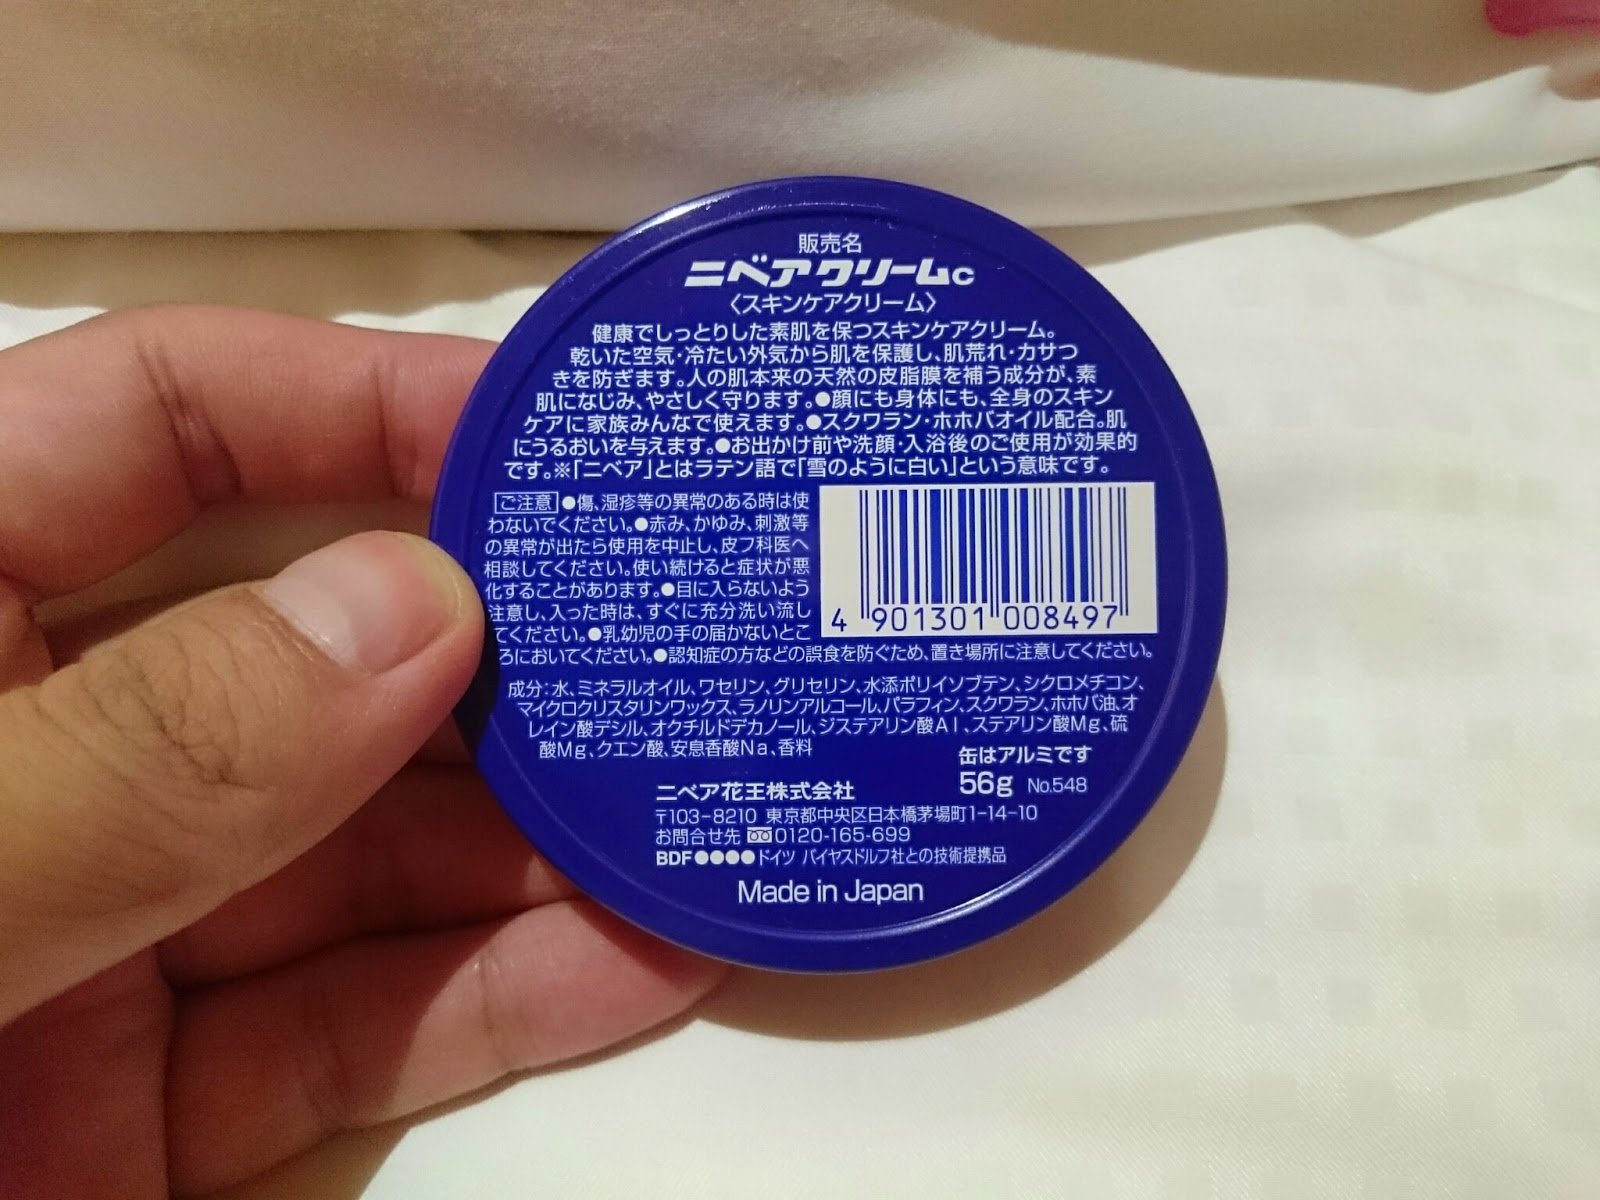 販売名
ニベアクリームc
〈スキンケアクリーム〉
健康でしっとりした素肌を保つスキンケアクリーム。
乾いた空気・冷たい外気から肌を保護し、肌荒れ・カサつ
きを防ぎます。人の肌本来の天然の皮脂膜を補う成分が、素
肌になじみ、やさしく守ります。●顔にも身体にも、全身のスキン
ケアに家族みんなで使えます。●スクワラン・ホホバオイル配合。肌
にうるおいを与えます。●お出かけ前や洗顔・入浴後のご使用が効果的
です。※「ニベア」とはラテン語で「雪のように白い」という意味です。
ご注意 ●傷、湿疹等の異常のある時は使
わないでください。●赤み、かゆみ、刺激等
の異常が出たら使用を中止し、皮フ科医へ
相談してください。使い続けると症状が悪
化することがあります。●目に入らないよう
注意し、入った時は、すぐに充分洗い流し
てください。●乳幼児の手の届かないとこ
ろにおいてください。●認知症の方などの誤食を防ぐため、置き場所に注意してください。
4 901301 008497
成分：水、ミネラルオイル、ワセリン、グリセリン、水添ポリイソブテン、シクロメチコン、
マイクロクリスタリンワックス、ラノリンアルコール、パラフィン、スクワラン、ホホバ油、オ
レイン酸デシル、オクチルドデカノール、ジステアリン酸Al、ステアリン酸Mg、硫
酸Mg、クエン酸、安息香酸Na、香料
缶はアルミです
56g No.548
ニベア花王株式会社
〒103-8210 東京都中央区日本橋茅場町1-14-10
お問合せ先 0120-165-699
BDF●●●●ドイツ バイヤスドルフ社との技術提携品
Made in Japan